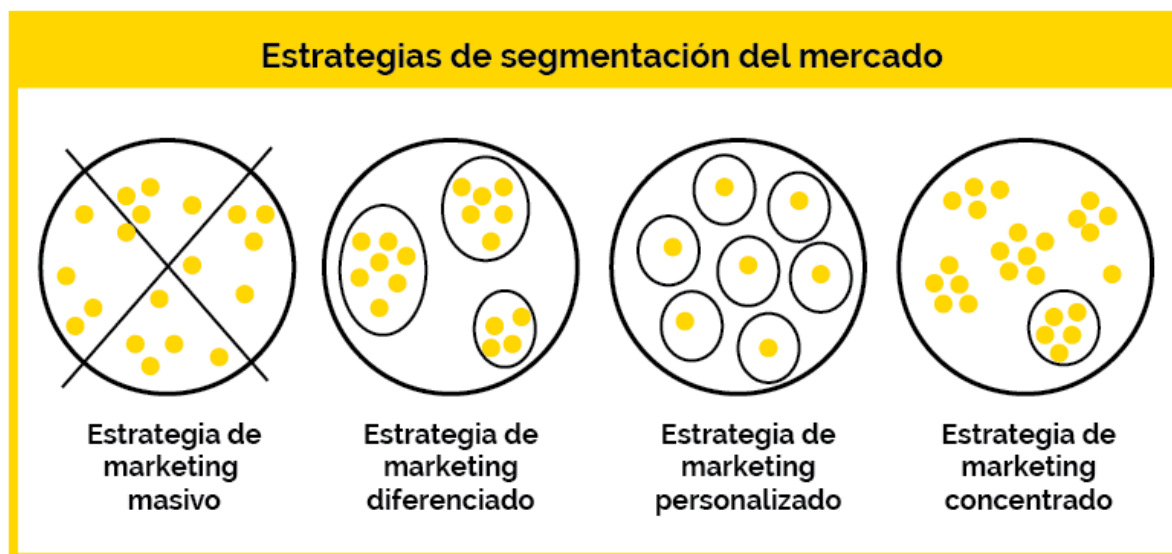 Estrategias de segmentación del mercado
Estrategia de
marketing
masivo
Estrategia de
marketing
diferenciado
Estrategia de
marketing
personalizado
Estrategia de
marketing
concentrado